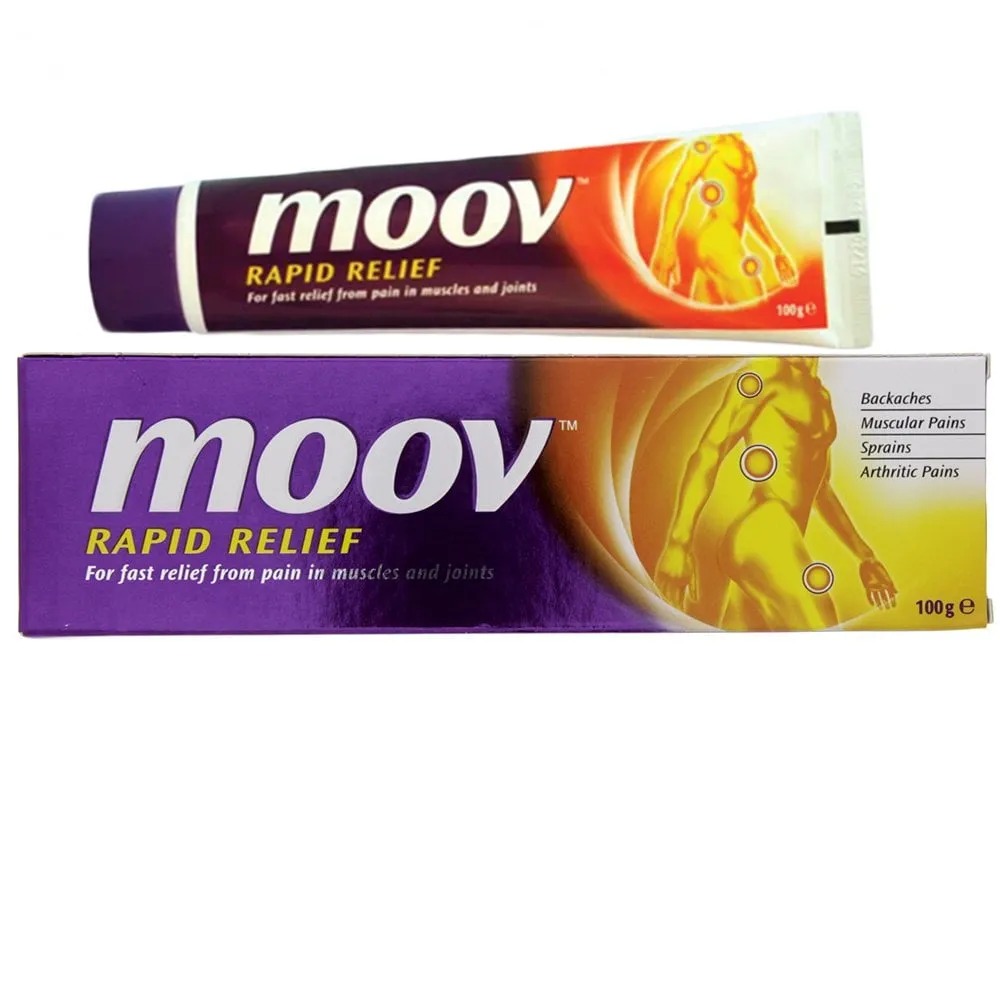 moov™
RAPID RELIEF
For fast relief from pain in muscles and joints
100g ℮
moov™
RAPID RELIEF
For fast relief from pain in muscles and joints
Backaches
Muscular Pains
Sprains
Arthritic Pains
100g ℮